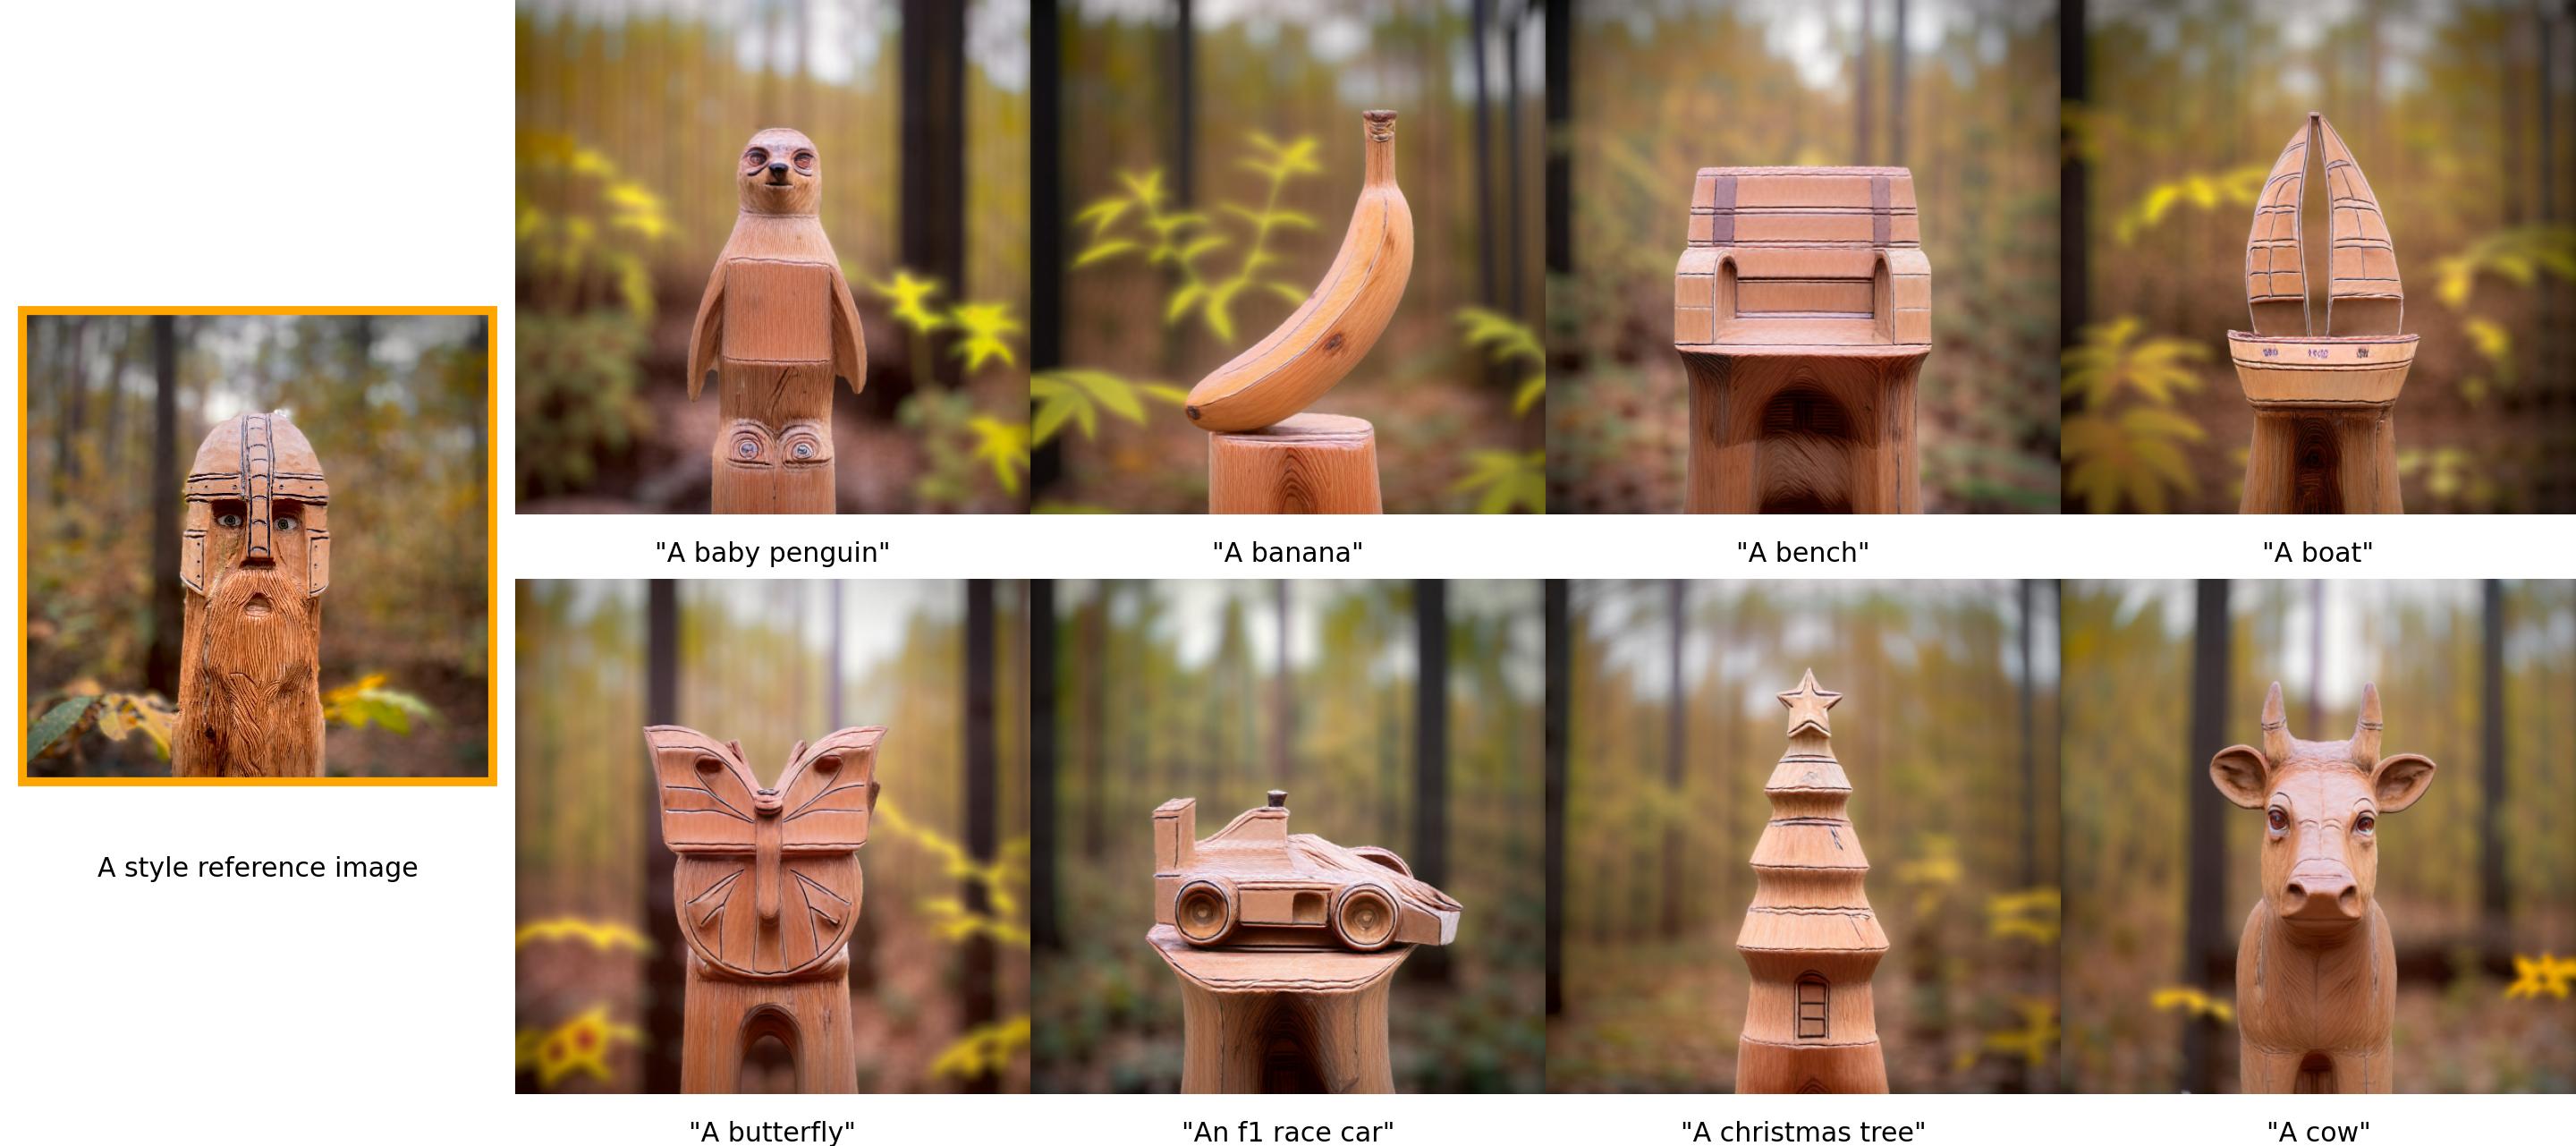 "A baby penguin"
"A banana"
"A bench"
"A boat"
A style reference image
"A butterfly"
"An f1 race car"
"A christmas tree"
"A cow"